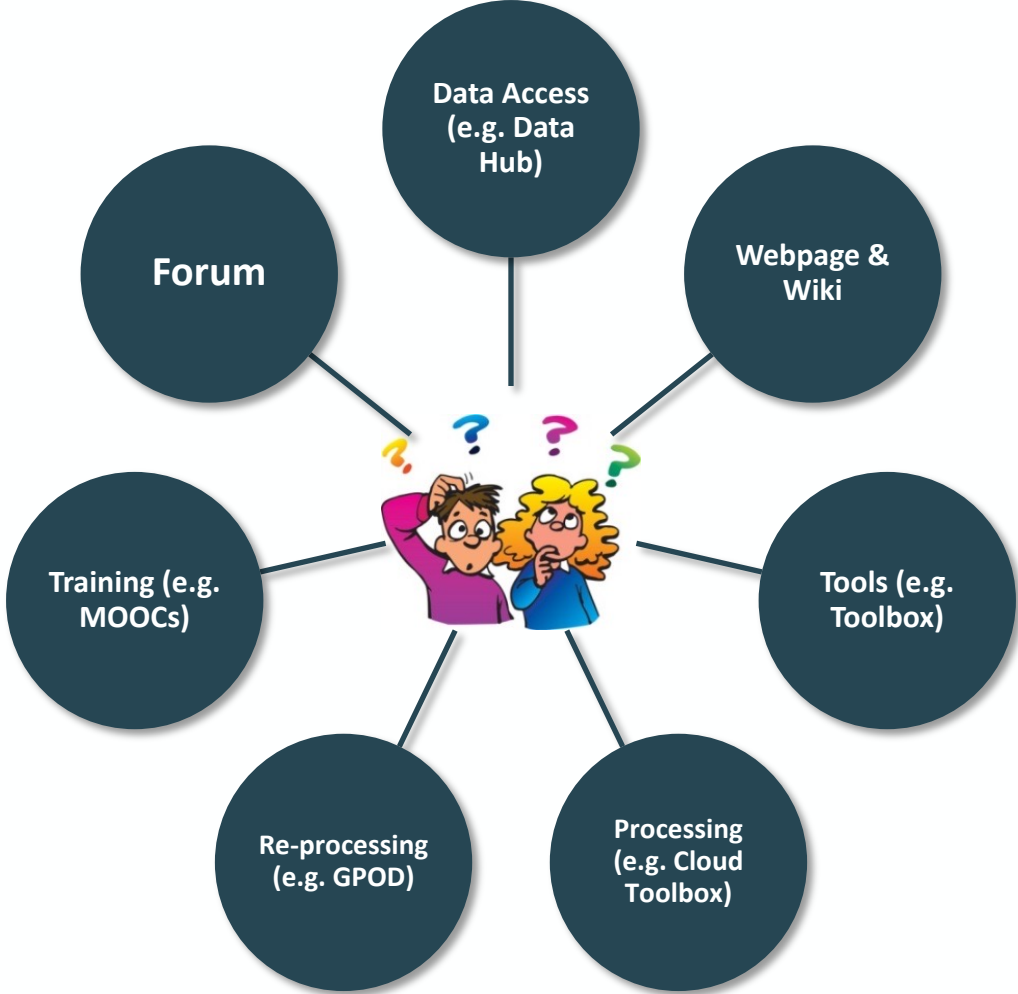 Data Access
(e.g. Data
Hub)
Webpage &
Wiki
Tools (e.g.
Toolbox)
Processing
(e.g. Cloud
Toolbox)
Re-processing
(e.g. GPOD)
Training (e.g.
MOOCs)
Forum
? ? ? ?